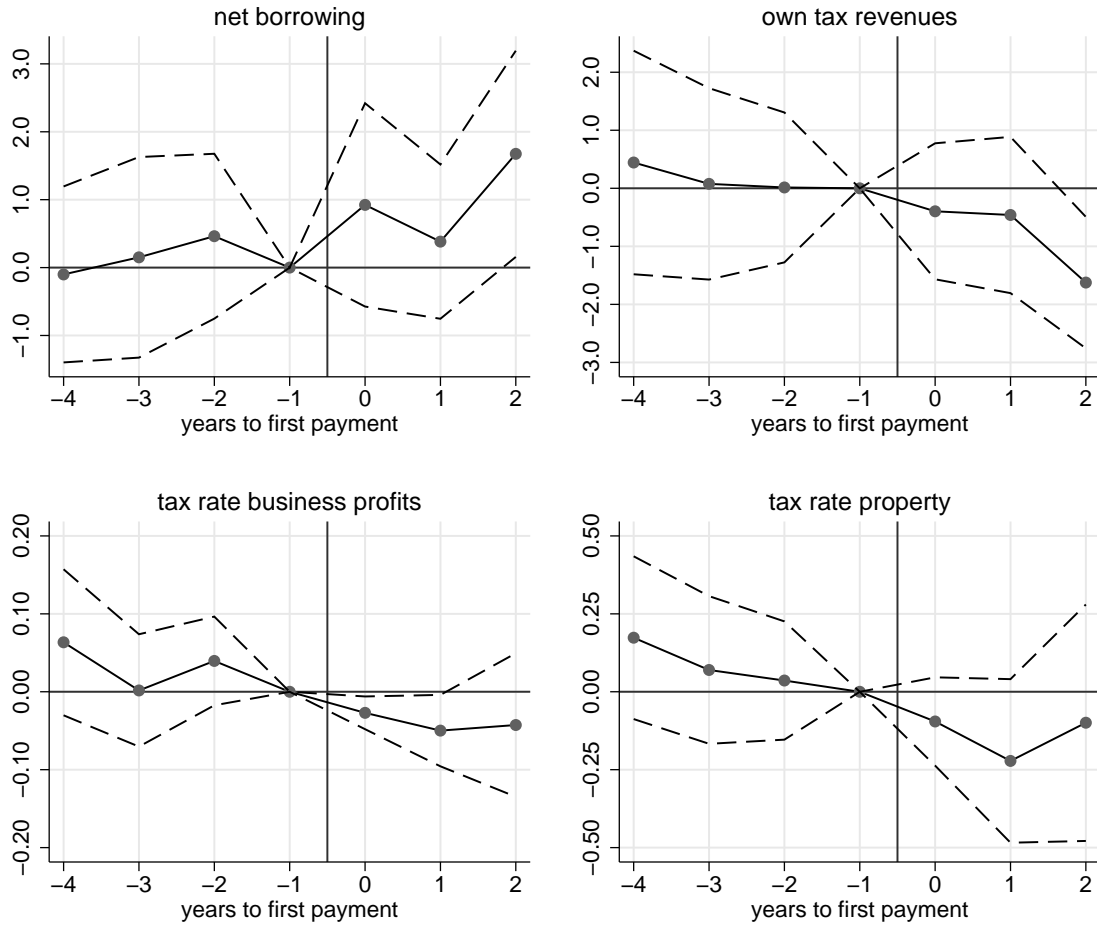 net borrowing
3.0
2.0
1.0
0.0
−1.0
−4 −3 −2 −1 0 1 2
years to first payment
own tax revenues
2.0
1.0
0.0
−1.0
−2.0
−3.0
−4 −3 −2 −1 0 1 2
years to first payment
tax rate business profits
0.20
0.10
0.00
−0.10
−0.20
−4 −3 −2 −1 0 1 2
years to first payment
tax rate property
0.50
0.25
0.00
−0.25
−0.50
−4 −3 −2 −1 0 1 2
years to first payment